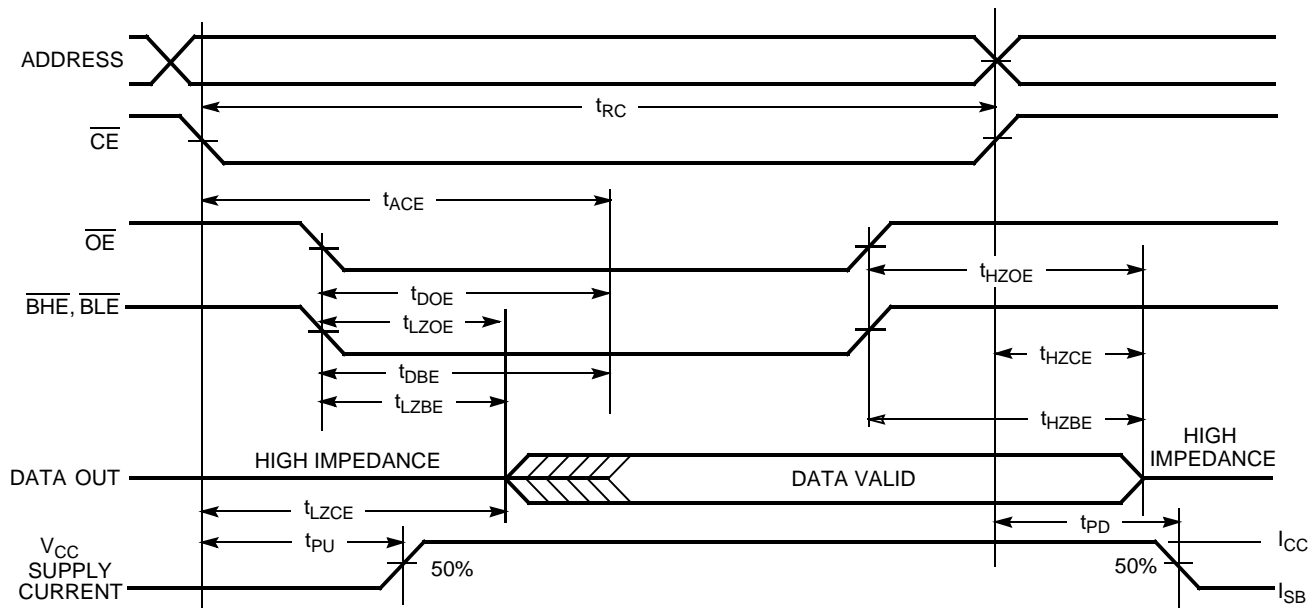 ADDRESS
tRC
CE
tACE
OE
tHZOE
tDOE
BHE, BLE
tLZOE
tHZCE
tDBE
tLZBE
tHZBE
HIGH IMPEDANCE
HIGH
IMPEDANCE
DATA OUT
DATA VALID
tLZCE
tPD
tPU
VCC
SUPPLY
CURRENT
50%
50%
ICC
ISB